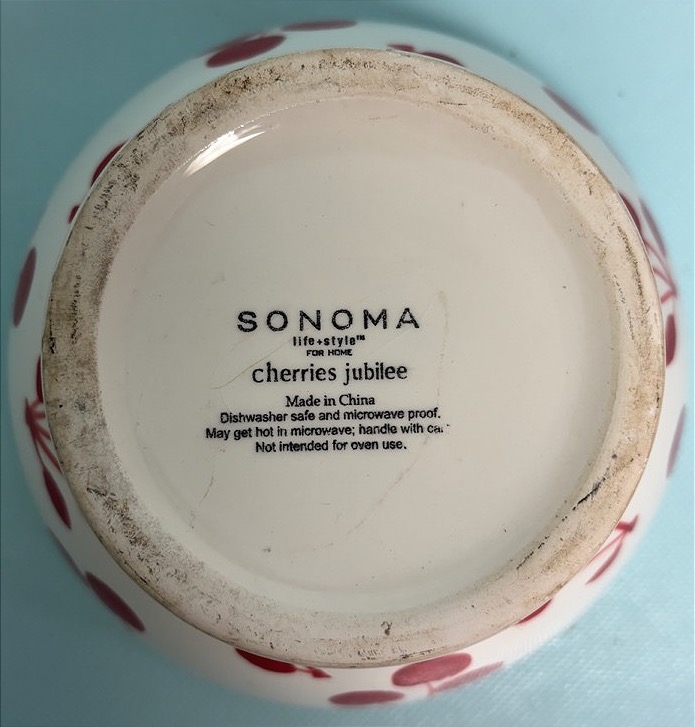 SONOMA
life+style™
FOR HOME
cherries jubilee
Made in China
Dishwasher safe and microwave proof.
May get hot in microwave; handle with
Not intended for oven use.